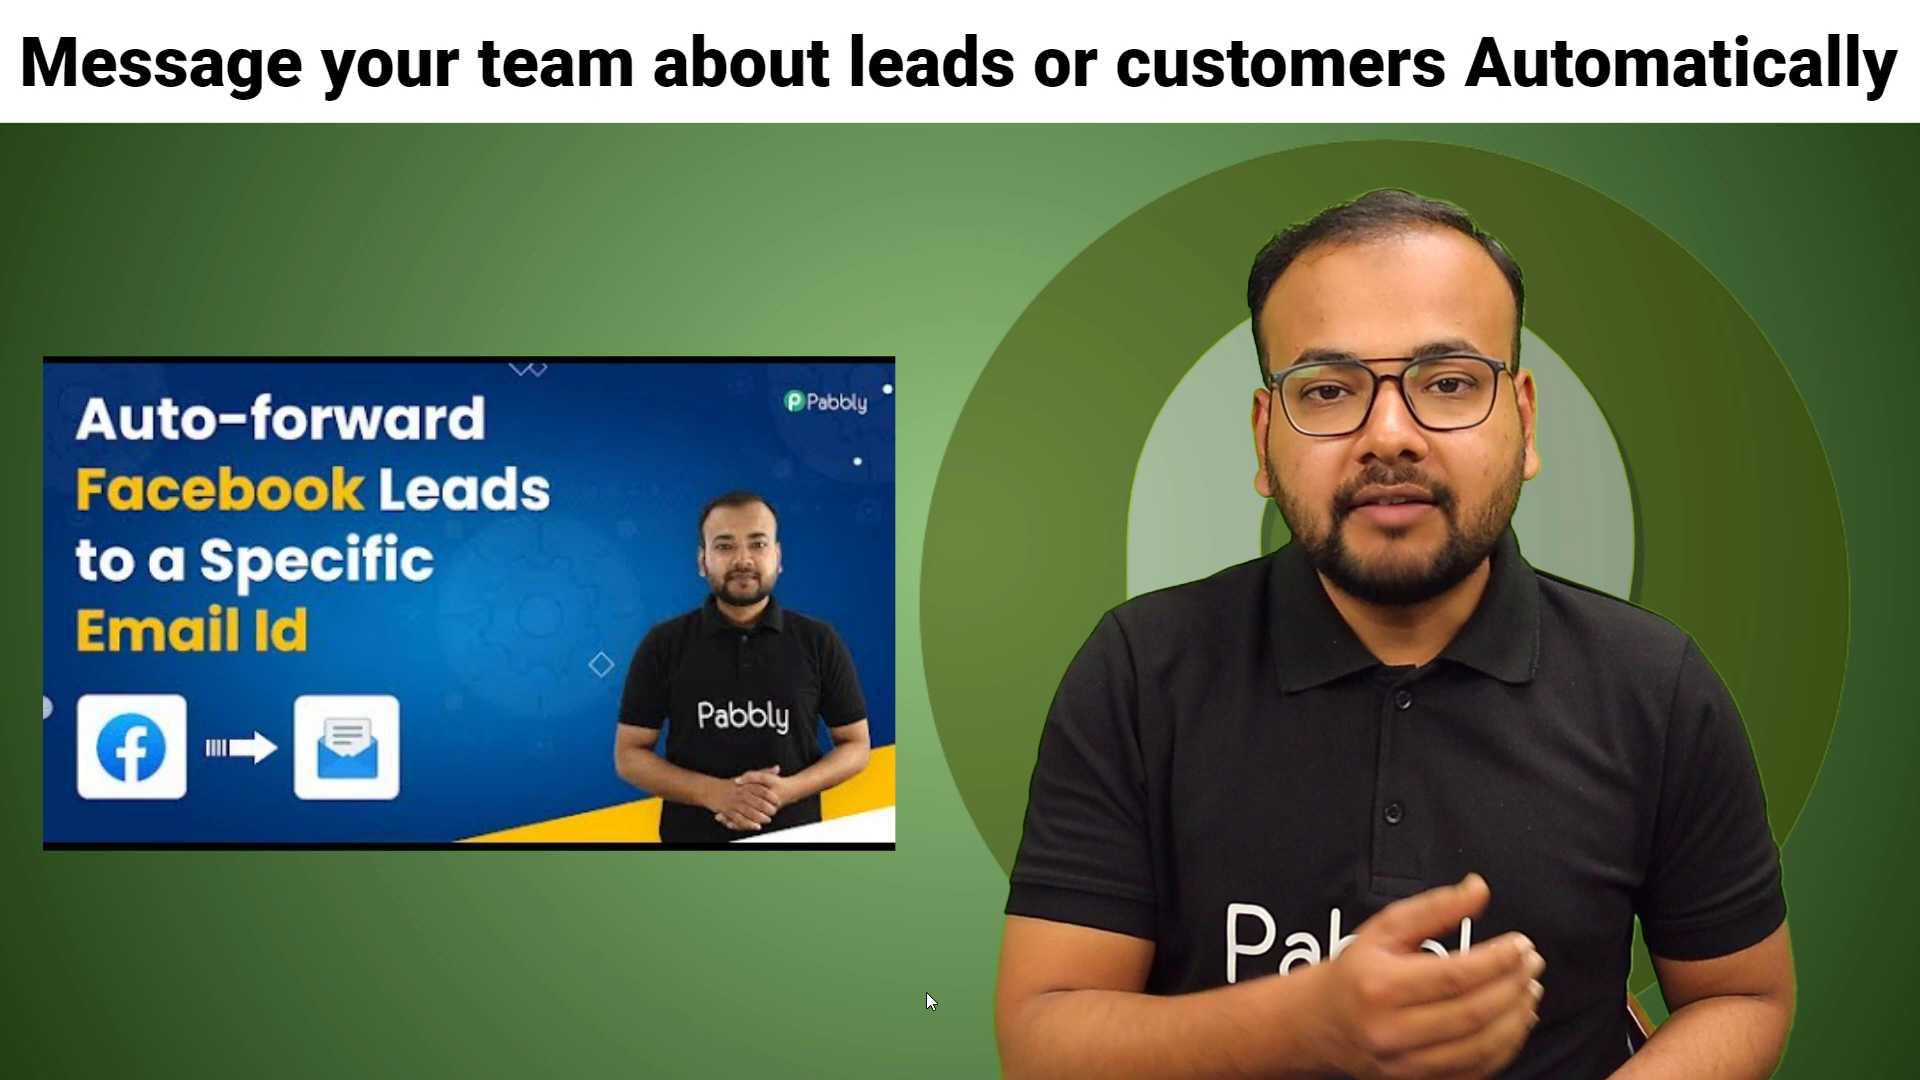 Message your team about leads or customers Automatically
Auto-forward
Facebook Leads
to a Specific
Email Id
Pabbly
Pabbly